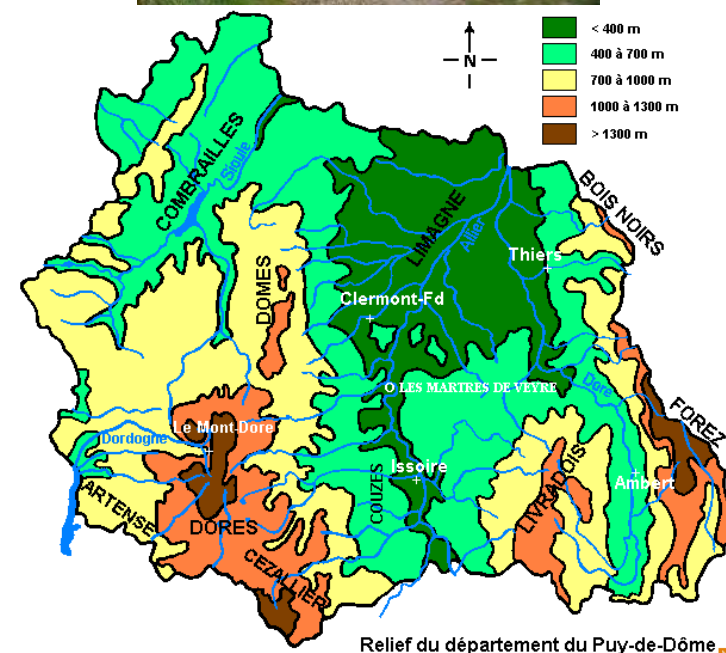 < 400 m
400 à 700 m
700 à 1000 m
1000 à 1300 m
> 1300 m
N
COMBRAILLES
Sioule
LIMAGNE
Allier
BOIS NOIRS
Thiers
DOMES
Clermont-Fd
O LES MARTRES DE VEYRE
Dore
FOREZ
Le Mont-Dore
Dordogne
Issoire
COUZES
LIVRADOIS
Ambert
ARTENSE
DORES
CEZALLIER
Relief du département du Puy-de-Dôme